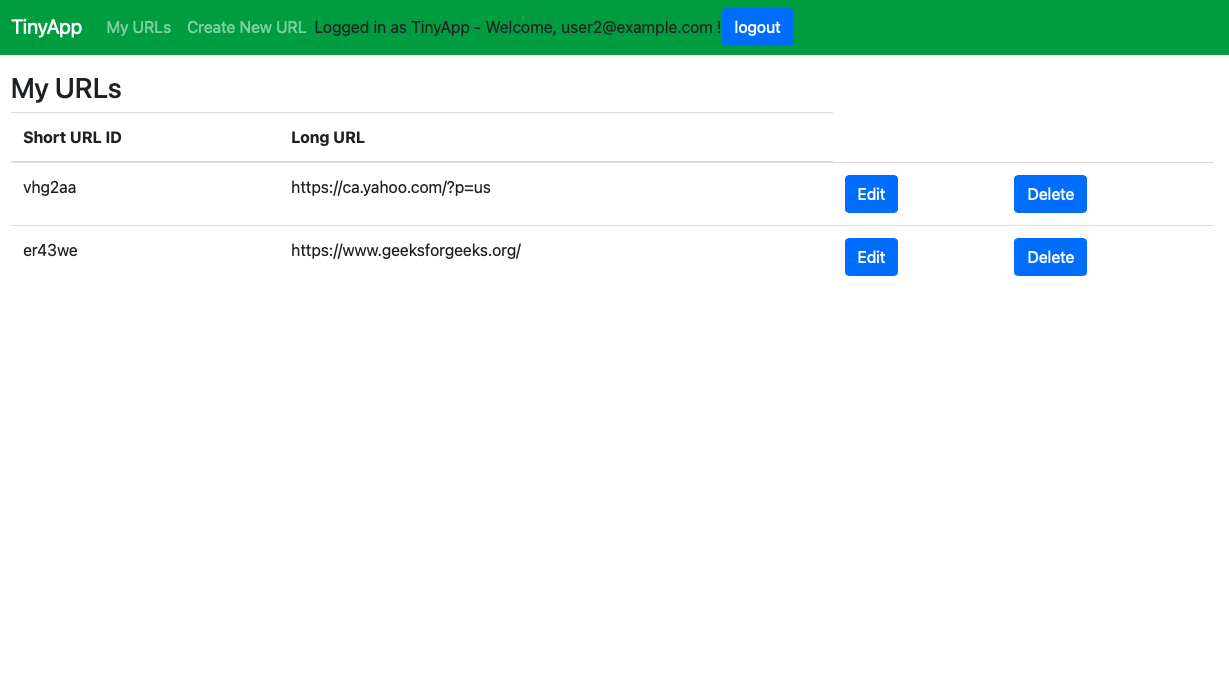 TinyApp My URLs Create New URL Logged in as TinyApp - Welcome, user2@example.com ! logout
My URLs
Short URL ID Long URL
vhg2aa https://ca.yahoo.com/?p=us Edit Delete
er43we https://www.geeksforgeeks.org/ Edit Delete